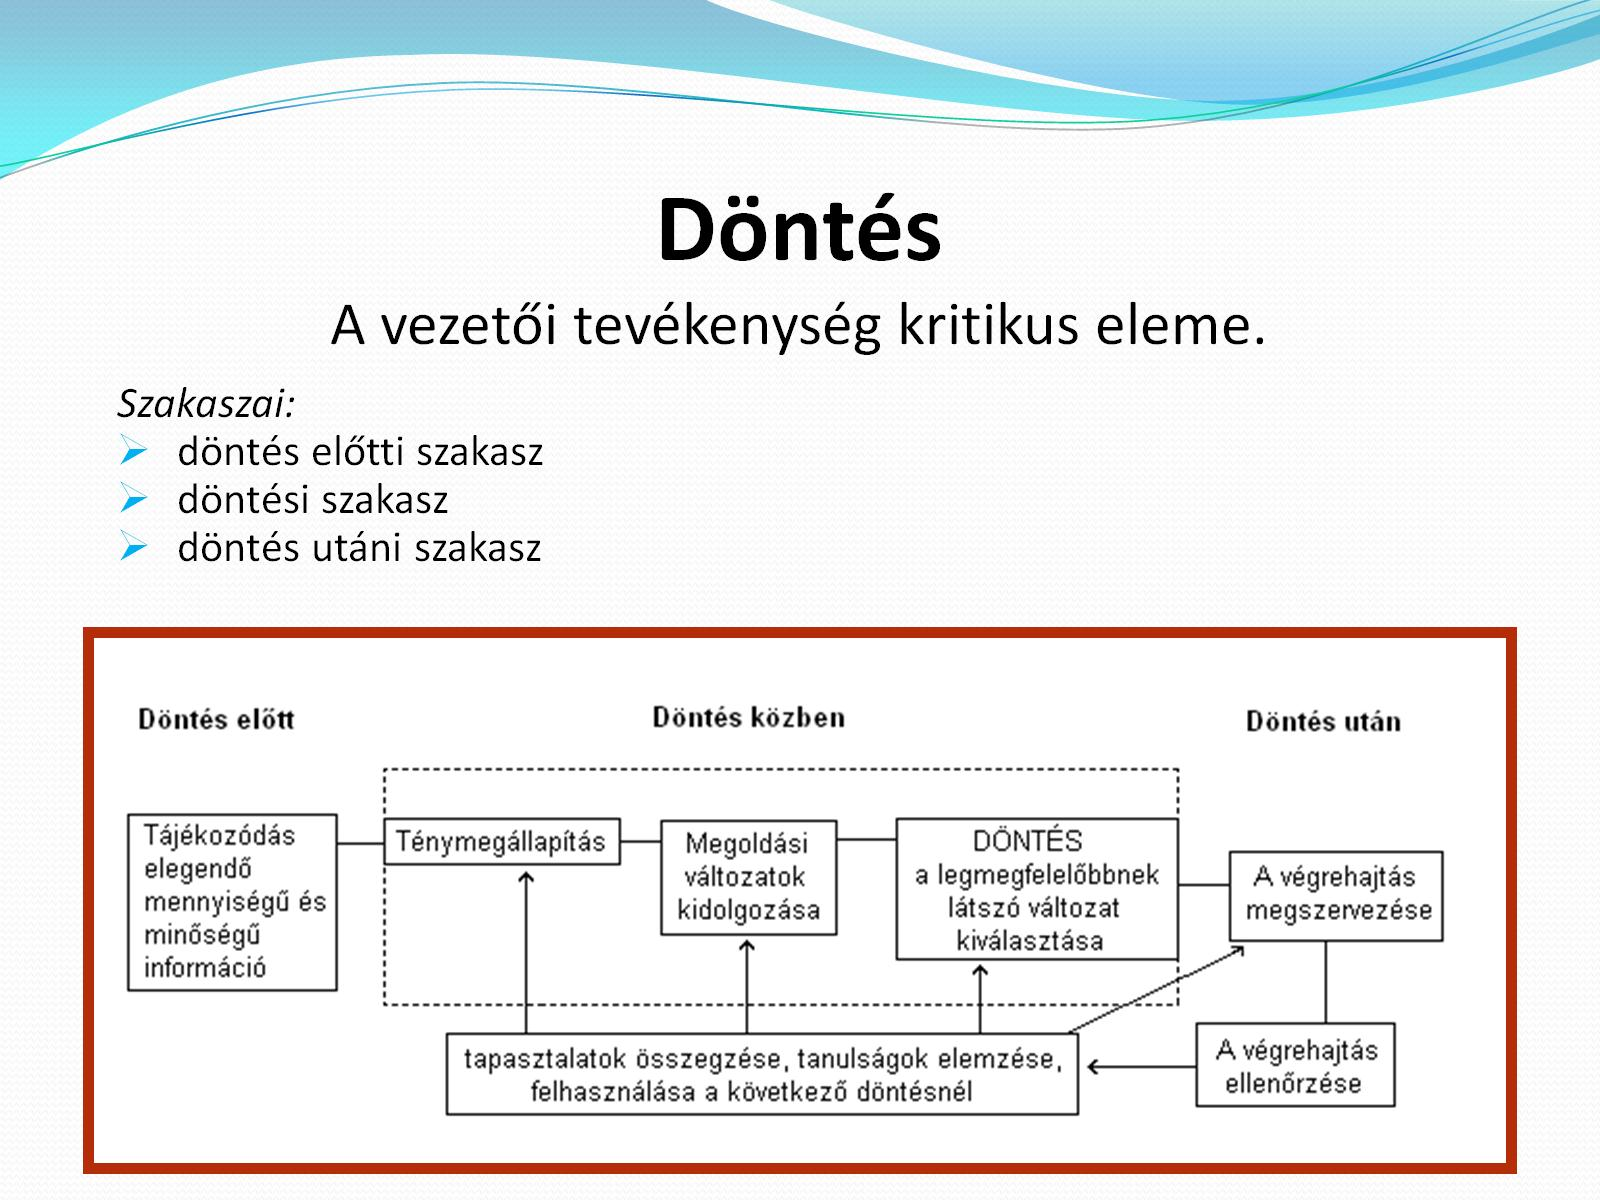 Döntés
A vezetői tevékenység kritikus eleme.
Szakaszai:
döntés előtti szakasz
döntési szakasz
döntés utáni szakasz
Döntés előtt
Döntés közben
Döntés után
Tájékozódás
elegendő
mennyiségű és
minőségű
információ
Ténymegállapítás
Megoldási
változatok
kidolgozása
DÖNTÉS
a legmegfelelőbbnek
látszó változat
kiválasztása
A végrehajtás
megszervezése
tapasztalatok összegzése, tanulságok elemzése,
felhasználása a következő döntésnél
A végrehajtás
ellenőrzése